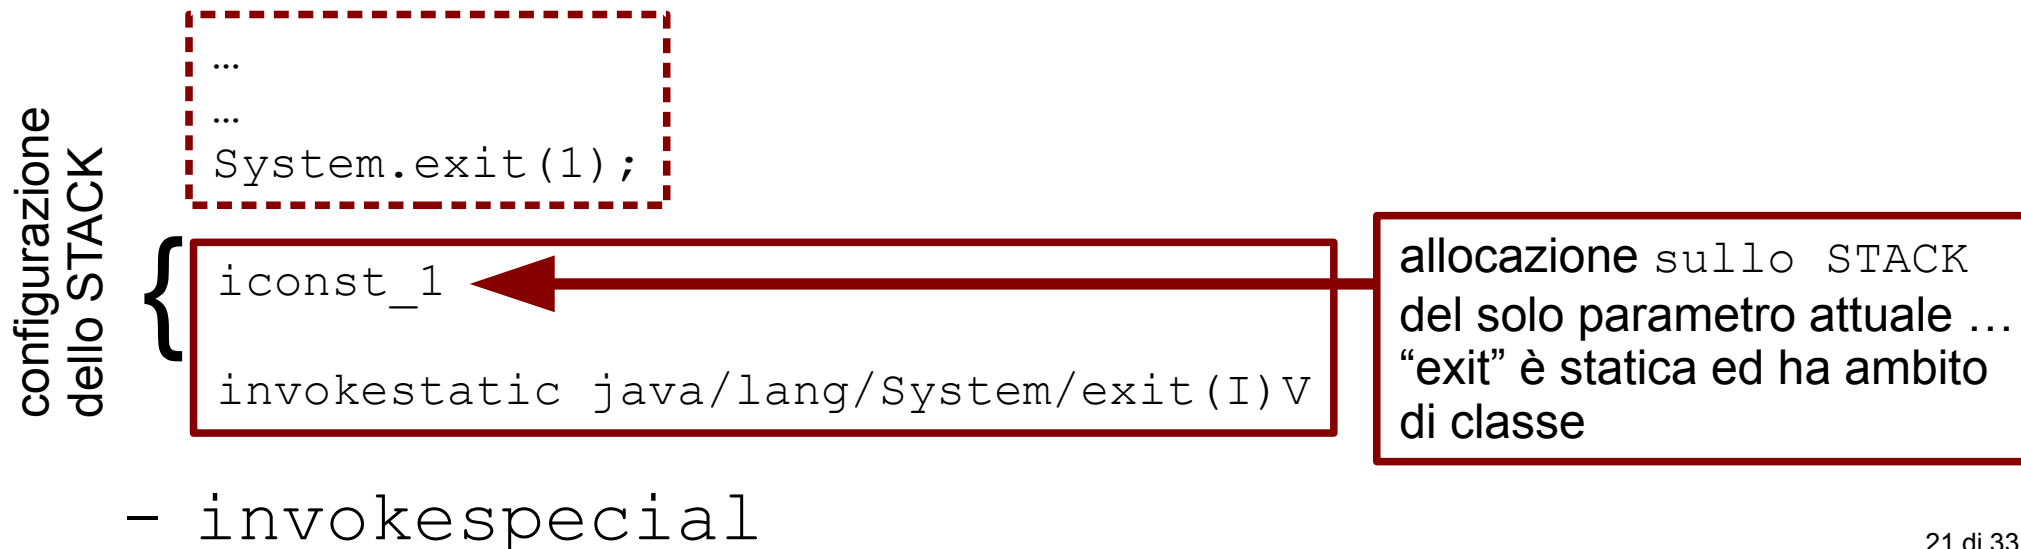 …
…
System.exit(1);
configurazione
dello STACK
{
iconst_1
invokestatic java/lang/System/exit(I)V
allocazione sullo STACK
del solo parametro attuale …
“exit” è statica ed ha ambito
di classe
– invokespecial
21 di 33